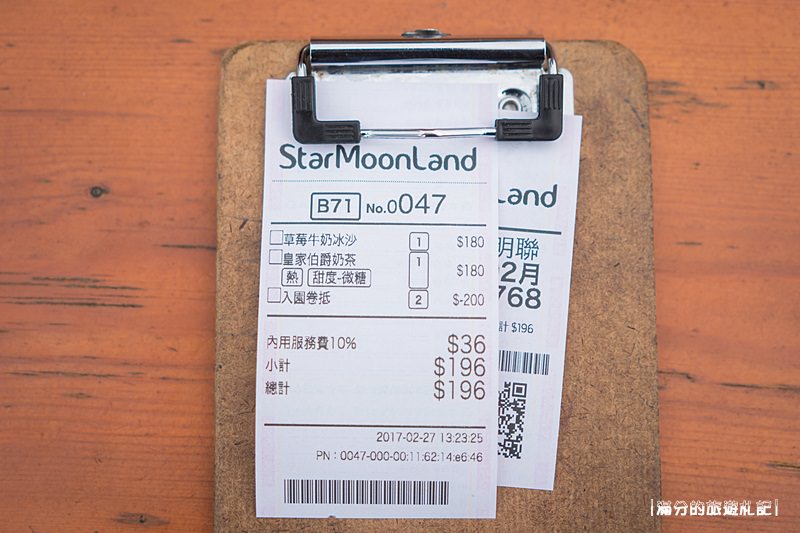 StarMoonLand
B71 No.0047
草莓牛奶冰沙 1 $180
皇家伯爵奶茶 1 $180
熱 甜度-微糖
入園卷抵 2 $-200
內用服務費10% $36
小計 $196
總計 $196
2017-02-27 13:23:25
PN：0047-000-00:11:62:14:e6:46
Land
明聯
2月
768
計 $196
滿分的旅遊札記